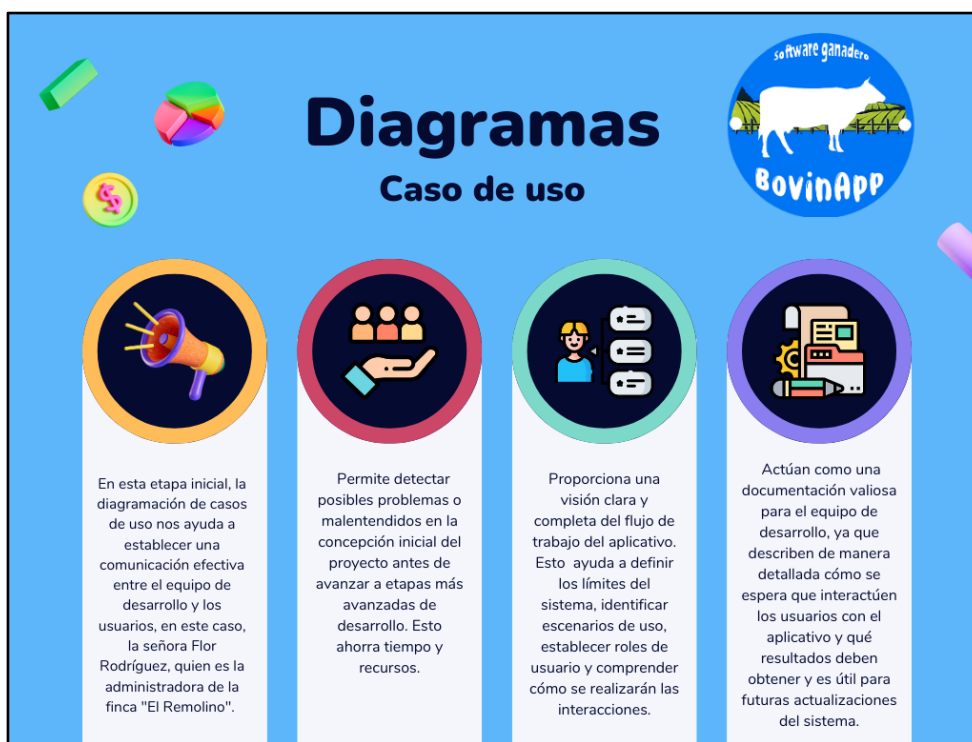 software ganadero
BovinApp
Diagramas
Caso de uso
En esta etapa inicial, la
diagramación de casos
de uso nos ayuda a
establecer una
comunicación efectiva
entre el equipo de
desarrollo y los
usuarios, en este caso,
la señora Flor
Rodríguez, quien es la
administradora de la
finca "El Remolino".
Permite detectar
posibles problemas o
malentendidos en la
concepción inicial del
proyecto antes de
avanzar a etapas más
avanzadas de
desarrollo. Esto
ahorra tiempo y
recursos.
Proporciona una
visión clara y
completa del flujo de
trabajo del aplicativo.
Esto ayuda a definir
los límites del
sistema, identificar
escenarios de uso,
establecer roles de
usuario y comprender
cómo se realizarán las
interacciones.
Actúan como una
documentación valiosa
para el equipo de
desarrollo, ya que
describen de manera
detallada cómo se
espera que interactúen
los usuarios con el
aplicativo y qué
resultados deben
obtener y es útil para
futuras actualizaciones
del sistema.